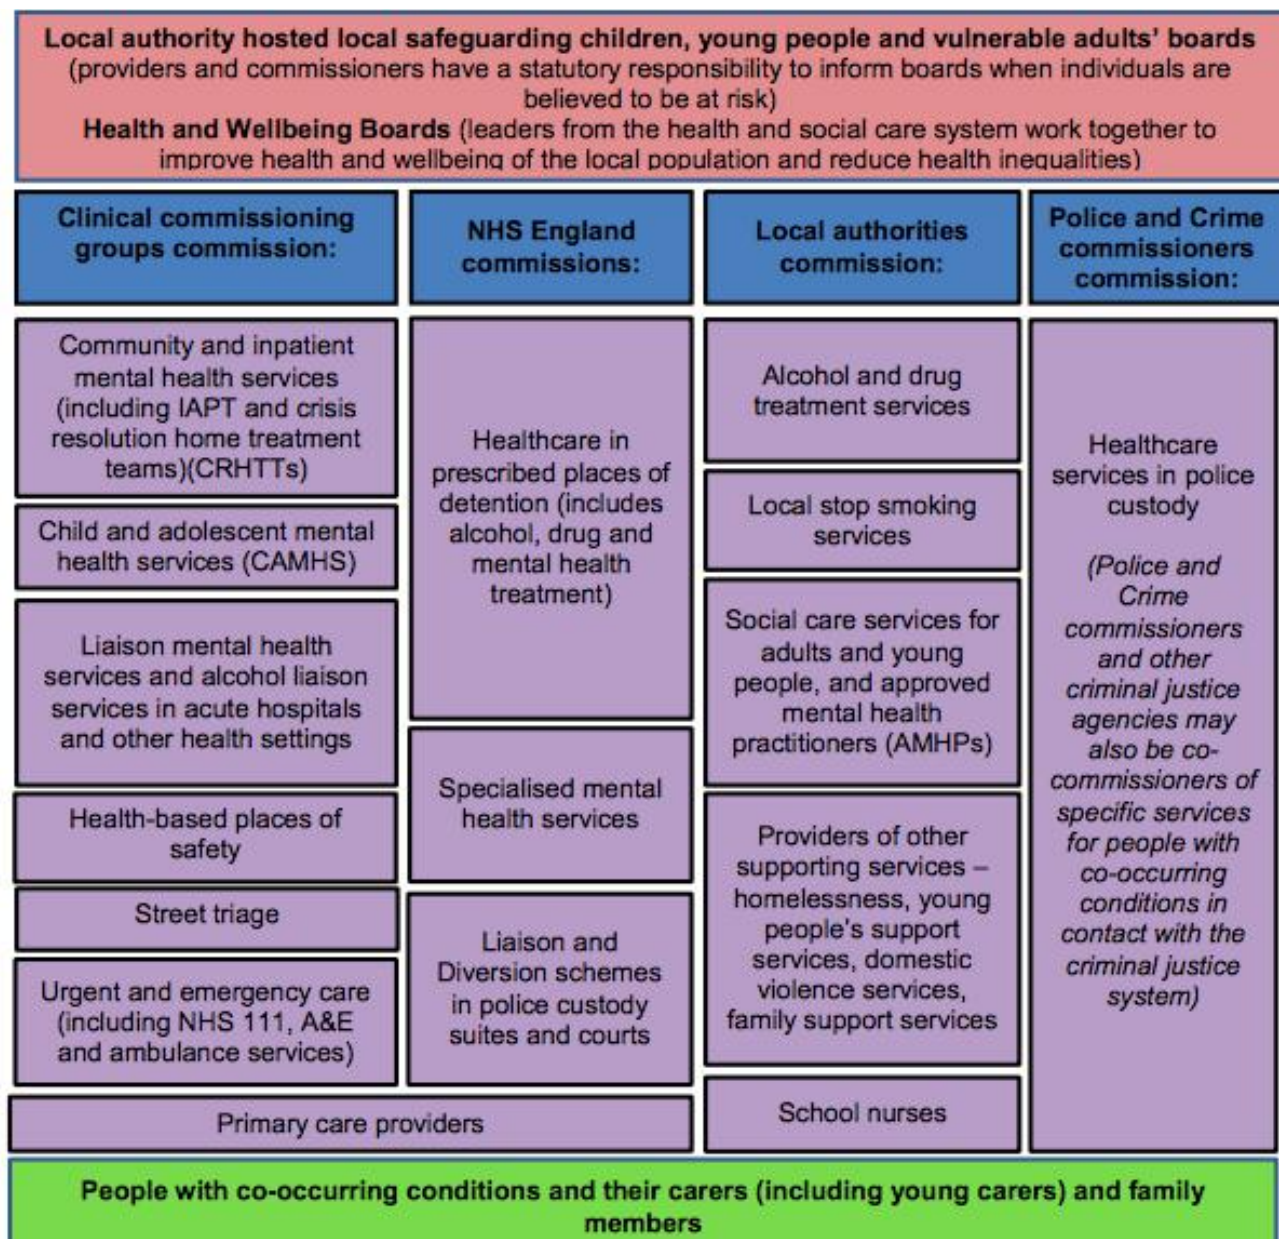 Local authority hosted local safeguarding children, young people and vulnerable adults' boards
(providers and commissioners have a statutory responsibility to inform boards when individuals are
believed to be at risk)
Health and Wellbeing Boards (leaders from the health and social care system work together to
improve health and wellbeing of the local population and reduce health inequalities)
Clinical commissioning
groups commission:
NHS England
commissions:
Local authorities
commission:
Police and Crime
commissioners
commission:
Community and inpatient
mental health services
(including IAPT and crisis
resolution home treatment
teams)(CRHTTs)
Child and adolescent mental
health services (CAMHS)
Liaison mental health
services and alcohol liaison
services in acute hospitals
and other health settings
Health-based places of
safety
Street triage
Urgent and emergency care
(including NHS 111, A&E
and ambulance services)
Healthcare in
prescribed places of
detention (includes
alcohol, drug and
mental health
treatment)
Specialised mental
health services
Liaison and
Diversion schemes
in police custody
suites and courts
Primary care providers
Alcohol and drug
treatment services
Local stop smoking
services
Social care services for
adults and young
people, and approved
mental health
practitioners (AMHPs)
Providers of other
supporting services –
homelessness, young
people's support
services, domestic
violence services,
family support services
School nurses
Healthcare
services in police
custody
(Police and
Crime
commissioners
and other
criminal justice
agencies may
also be co-
commissioners of
specific services
for people with
co-occurring
conditions in
contact with the
criminal justice
system)
People with co-occurring conditions and their carers (including young carers) and family
members